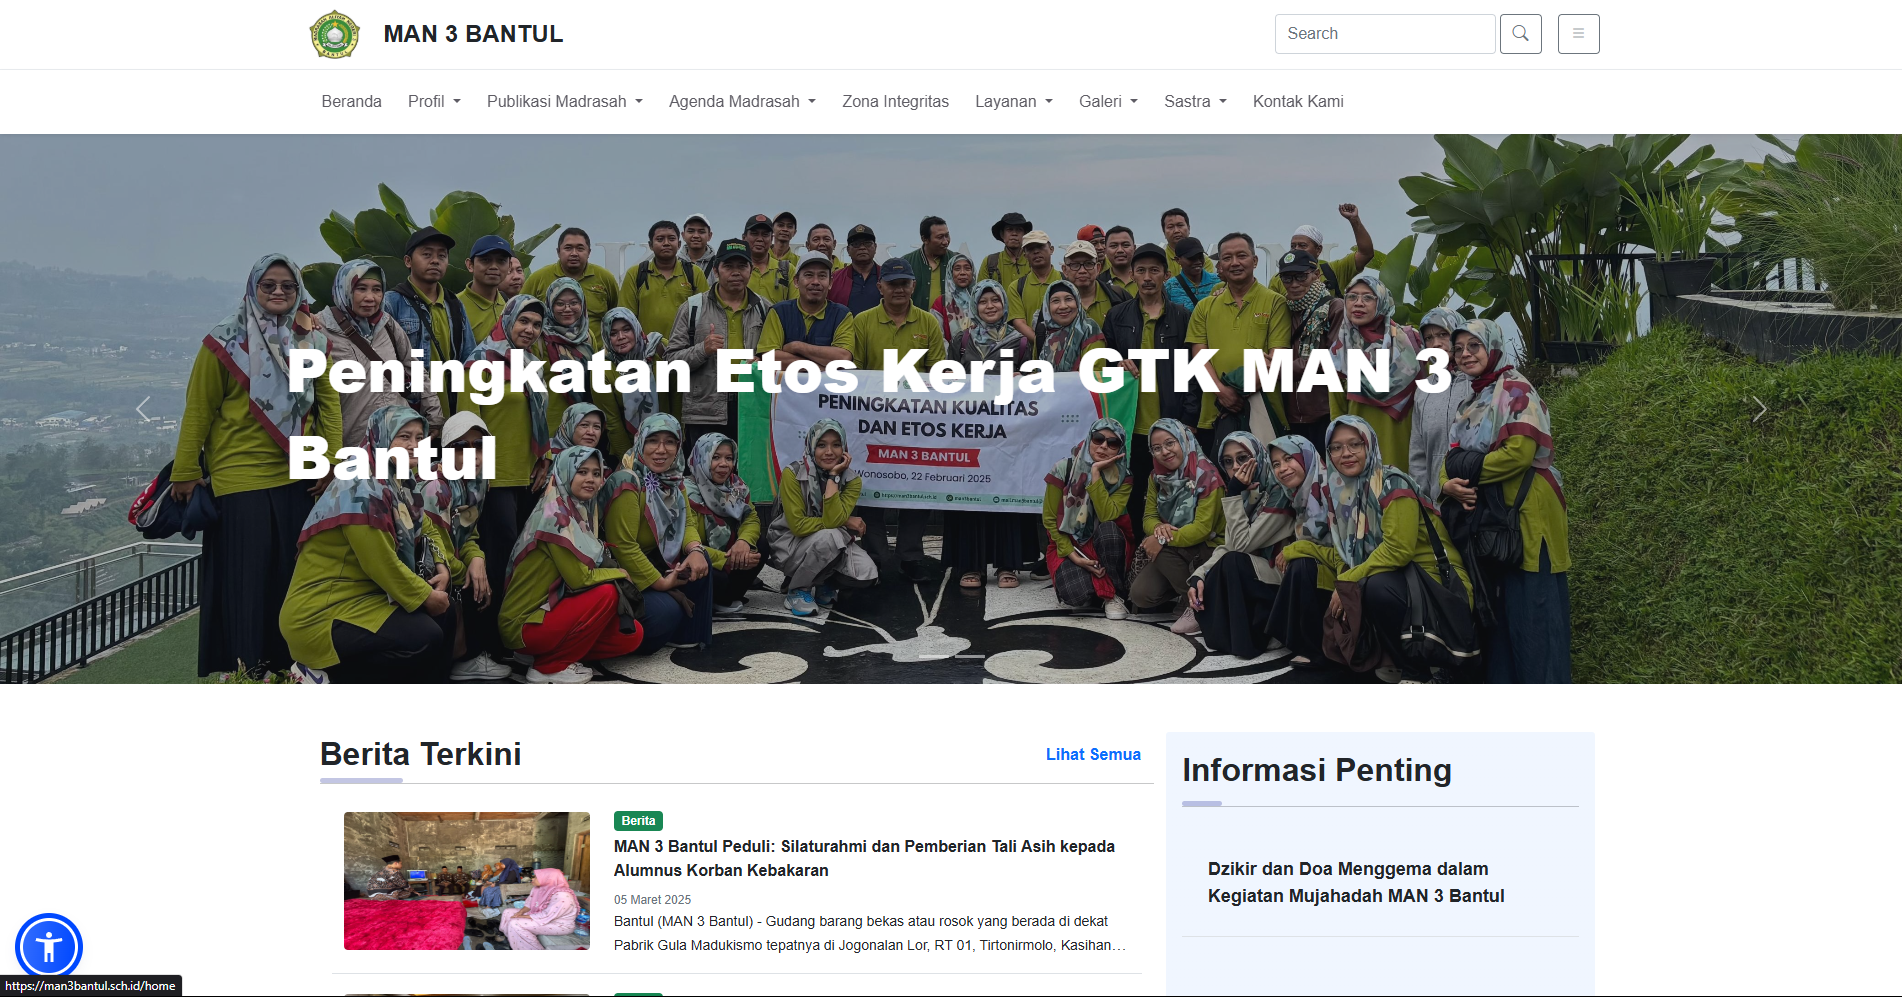 MAN 3 BANTUL
Search
Beranda
Profil
Publikasi Madrasah
Agenda Madrasah
Zona Integritas
Layanan
Galeri
Sastra
Kontak Kami
Peningkatan Etos Kerja GTK MAN 3
Bantul
PENINGKATAN KUALITAS
DAN ETOS KERJA
MAN 3 BANTUL
Wonosobo, 22 Februari 2025
Berita Terkini
Lihat Semua
Berita
MAN 3 Bantul Peduli: Silaturahmi dan Pemberian Tali Asih kepada
Alumnus Korban Kebakaran
05 Maret 2025
Bantul (MAN 3 Bantul) - Gudang barang bekas atau rosok yang berada di dekat
Pabrik Gula Madukismo tepatnya di Jogonalan Lor, RT 01, Tirtonirmolo, Kasihan…
Informasi Penting
Dzikir dan Doa Menggema dalam
Kegiatan Mujahadah MAN 3 Bantul
https://man3bantul.sch.id/home